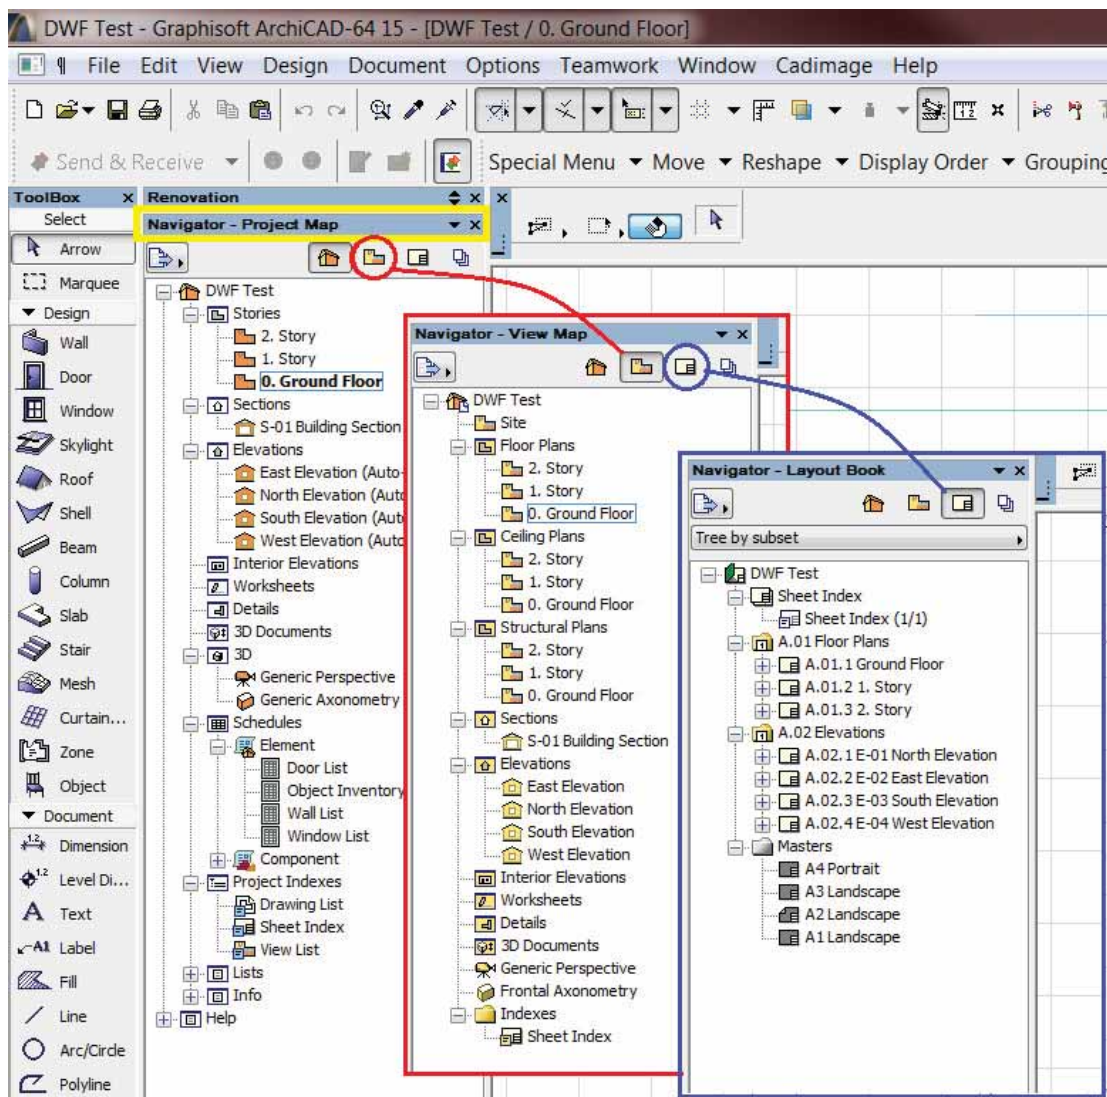 DWF Test - Graphisoft ArchiCAD-64 15 - [DWF Test / 0. Ground Floor]
File Edit View Design Document Options Teamwork Window Cadimage Help
Send & Receive Special Menu Move Reshape Display Order Grouping
ToolBox
Select
Arrow
Marquee
Design
Wall
Door
Window
Skylight
Roof
Shell
Beam
Column
Slab
Stair
Mesh
Curtain...
Zone
Object
Document
Dimension
Level Di...
Text
Label
Fill
Line
Arc/Circle
Polyline
Renovation
Navigator - Project Map
DWF Test
Stories
2. Story
1. Story
0. Ground Floor
Sections
S-01 Building Section
Elevations
East Elevation (Auto-
North Elevation (Aut
South Elevation (Aut
West Elevation (Auto
Interior Elevations
Worksheets
Details
3D Documents
3D
Generic Perspective
Generic Axonometry
Schedules
Element
Door List
Object Inventory
Wall List
Window List
Component
Project Indexes
Drawing List
Sheet Index
View List
Lists
Info
Help
Navigator - View Map
DWF Test
Site
Floor Plans
2. Story
1. Story
0. Ground Floor
Ceiling Plans
2. Story
1. Story
0. Ground Floor
Structural Plans
2. Story
1. Story
0. Ground Floor
Sections
S-01 Building Section
Elevations
East Elevation
North Elevation
South Elevation
West Elevation
Interior Elevations
Worksheets
Details
3D Documents
Generic Perspective
Frontal Axonometry
Indexes
Sheet Index
Navigator - Layout Book
Tree by subset
DWF Test
Sheet Index
Sheet Index (1/1)
A.01 Floor Plans
A.01.1 Ground Floor
A.01.2 1. Story
A.01.3 2. Story
A.02 Elevations
A.02.1 E-01 North Elevation
A.02.2 E-02 East Elevation
A.02.3 E-03 South Elevation
A.02.4 E-04 West Elevation
Masters
A4 Portrait
A3 Landscape
A2 Landscape
A1 Landscape